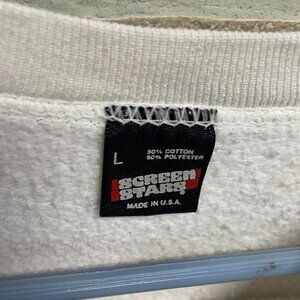 L
50% COTTON
50% POLYESTER
SCREEN
STARS
MADE IN U.S.A.